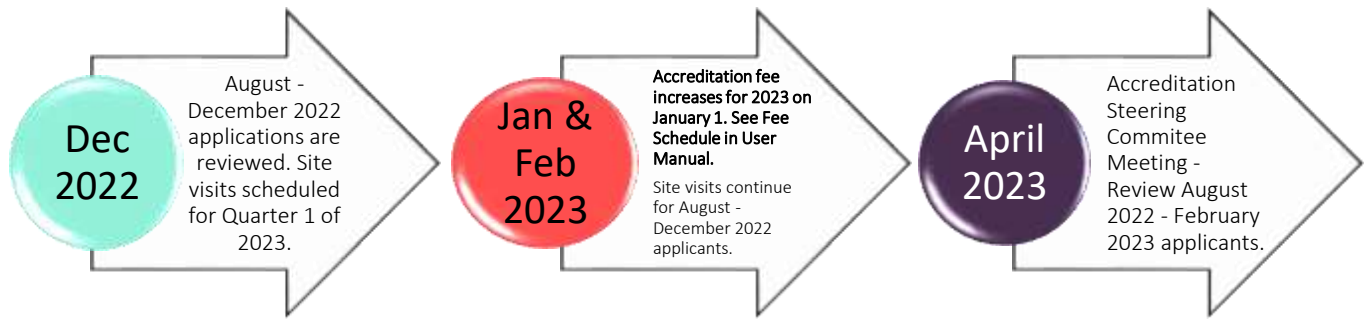 Dec
2022
August -
December 2022
applications are
reviewed. Site
visits scheduled
for Quarter 1 of
2023.
Jan &
Feb
2023
Accreditation fee
increases for 2023 on
January 1. See Fee
Schedule in User
Manual.
Site visits continue
for August -
December 2022
applicants.
April
2023
Accreditation
Steering
Commitee
Meeting -
Review August
2022 - February
2023 applicants.